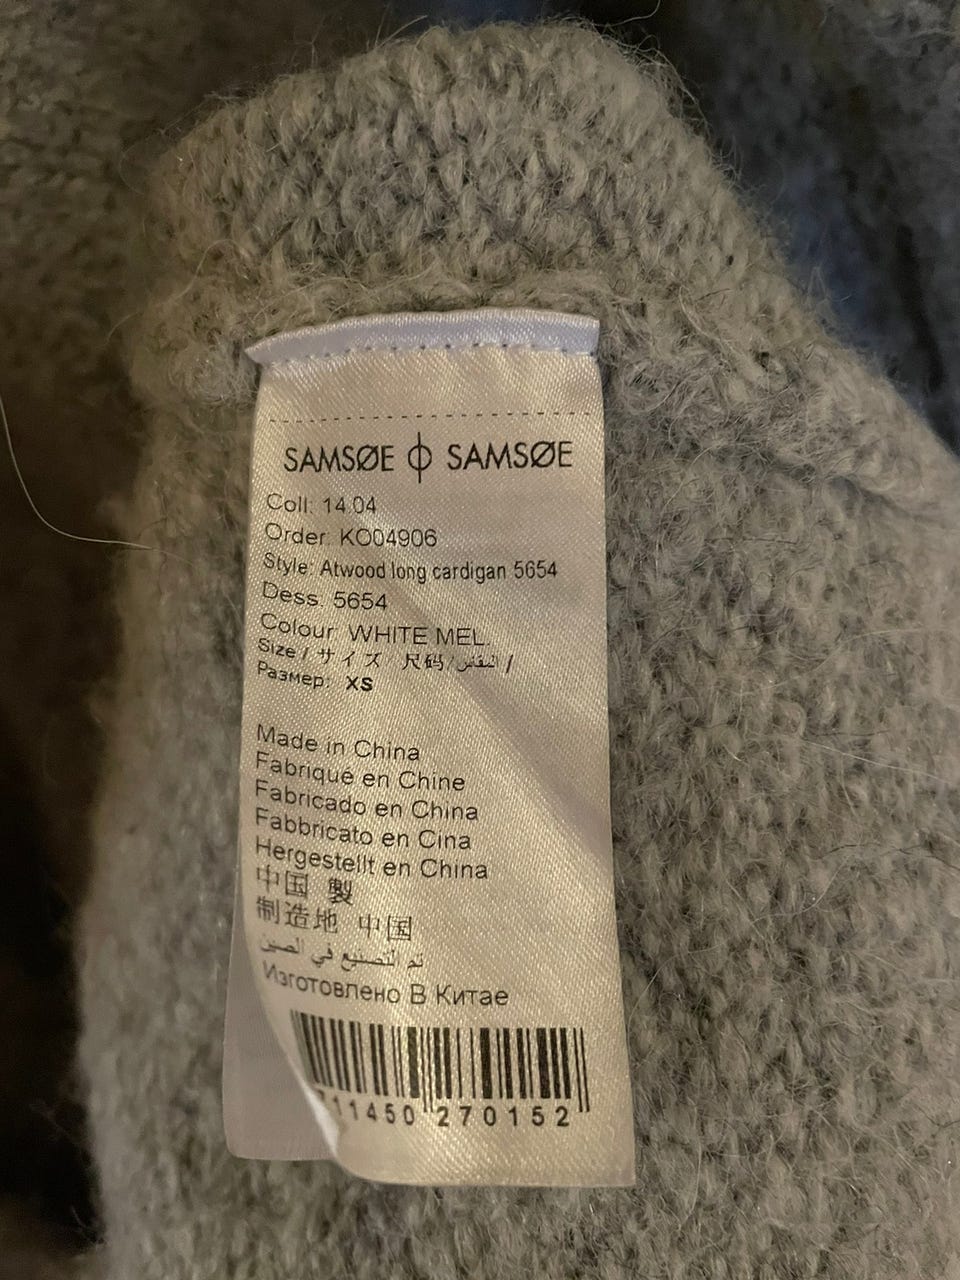 SAMSØE ϕ SAMSØE
Coll: 14.04
Order: KO04906
Style: Atwood long cardigan 5654
Dess: 5654
Colour: WHITE MEL.
Size / サイズ 尺码/المقاس /
Размер: XS
Made in China
Fabriqué en Chine
Fabricado en China
Fabbricato en Cina
Hergestellt en China
中国 製
制造地 中国
تم لتصنيع في الصين
Изготовлено В Китае
11450 270152